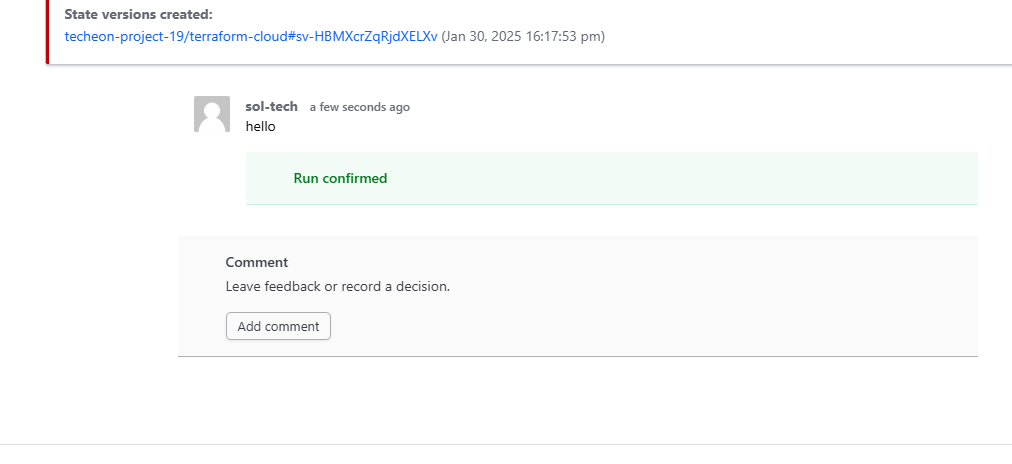 State versions created:
techeon-project-19/terraform-cloud#sv-HBMXcrZqRjdXELXv (Jan 30, 2025 16:17:53 pm)
sol-tech a few seconds ago
hello
Run confirmed
Comment
Leave feedback or record a decision.
Add comment